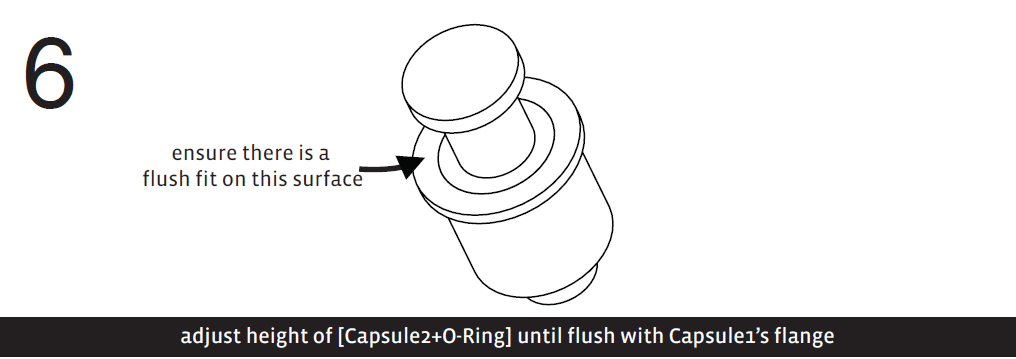 6
ensure there is a
flush fit on this surface
adjust height of [Capsule2+O-Ring] until flush with Capsule1's flange